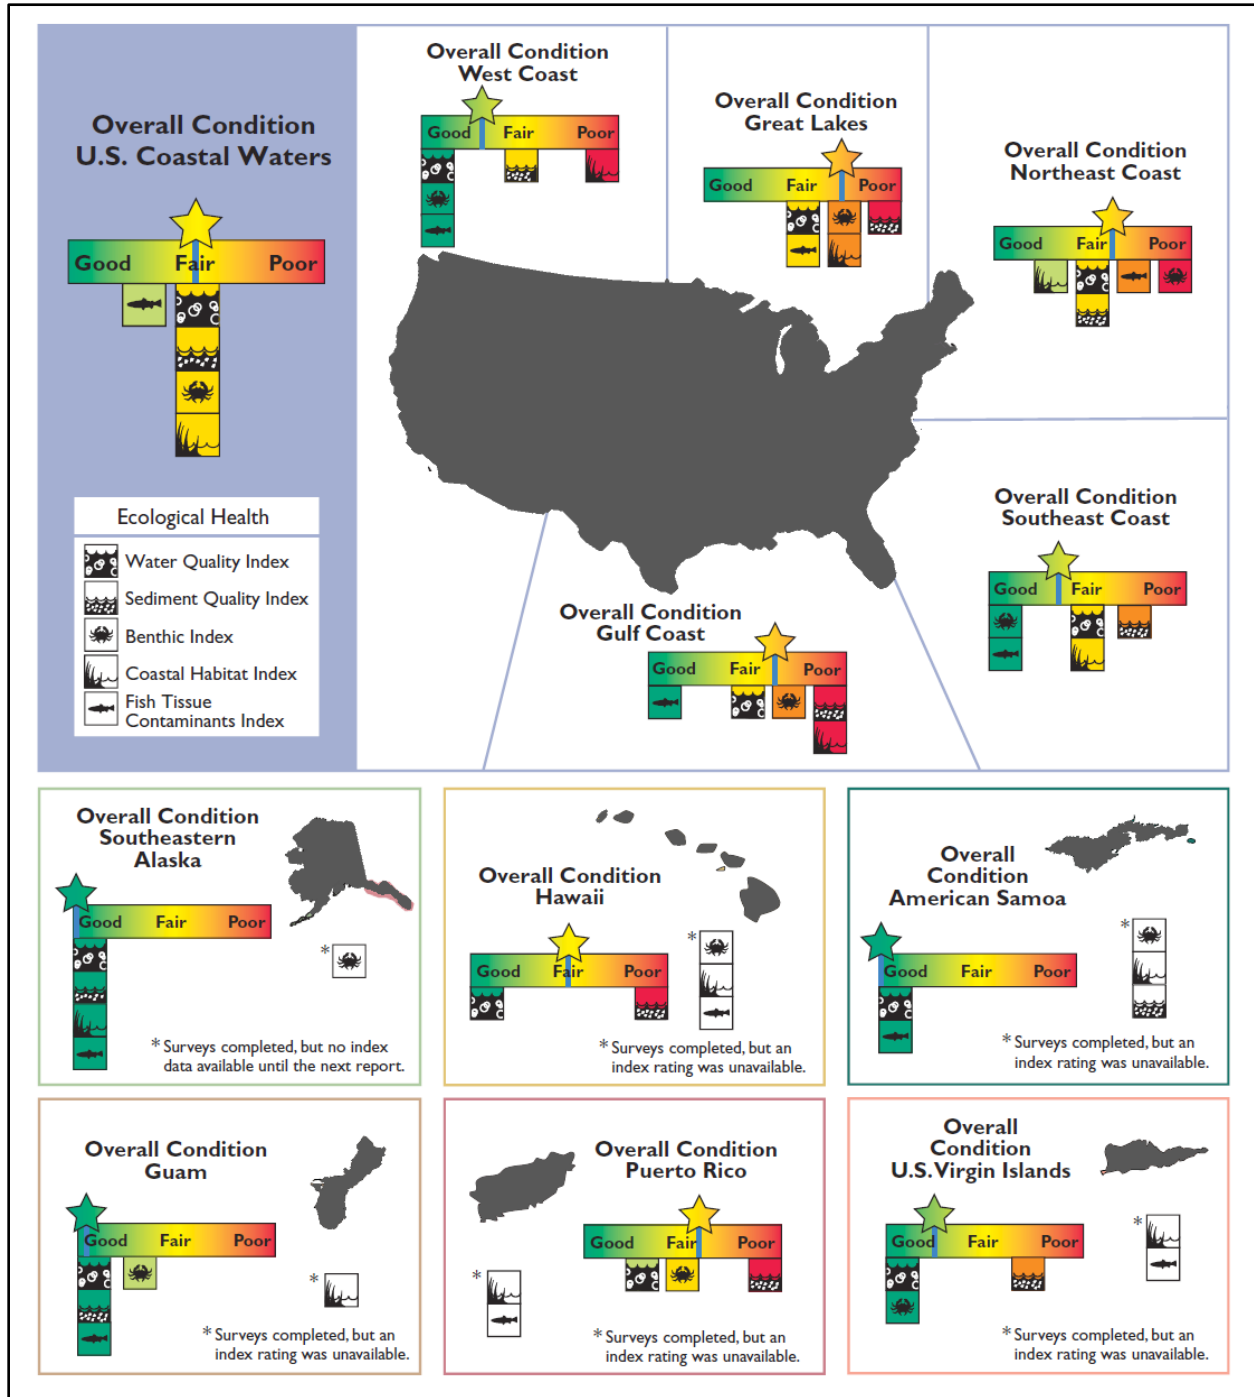 Overall Condition
U.S. Coastal Waters
Good Fair Poor
Ecological Health
Water Quality Index
Sediment Quality Index
Benthic Index
Coastal Habitat Index
Fish Tissue
Contaminants Index
Overall Condition
West Coast
Good Fair Poor
Overall Condition
Great Lakes
Good Fair Poor
Overall Condition
Northeast Coast
Good Fair Poor
Overall Condition
Southeast Coast
Good Fair Poor
Overall Condition
Gulf Coast
Good Fair Poor
Overall Condition
Southeastern
Alaska
Good Fair Poor
*
* Surveys completed, but no index
data available until the next report.
Overall Condition
Hawaii
Good Fair Poor
*
* Surveys completed, but an
index rating was unavailable.
Overall
Condition
American Samoa
Good Fair Poor
*
* Surveys completed, but an
index rating was unavailable.
Overall Condition
Guam
Good Fair Poor
*
* Surveys completed, but an
index rating was unavailable.
Overall Condition
Puerto Rico
Good Fair Poor
*
* Surveys completed, but an
index rating was unavailable.
Overall
Condition
U.S. Virgin Islands
Good Fair Poor
*
* Surveys completed, but an
index rating was unavailable.